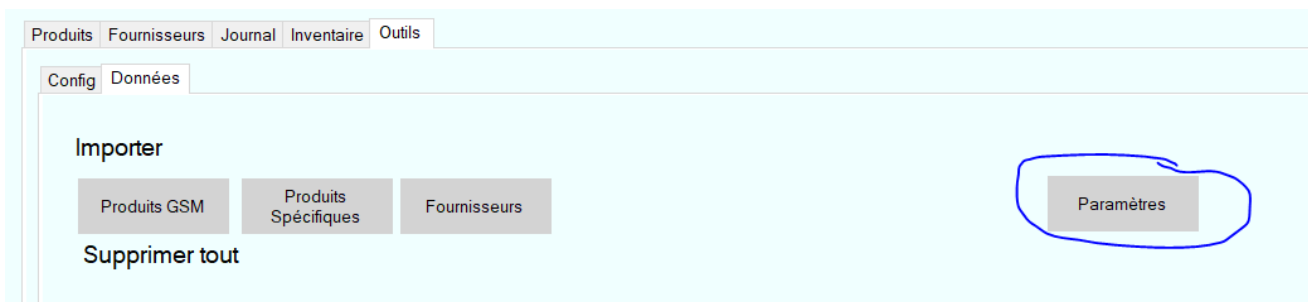 Produits Fournisseurs Journal Inventaire Outils
Config Données
Importer
Produits GSM
Produits
Spécifiques
Fournisseurs
Paramètres
Supprimer tout